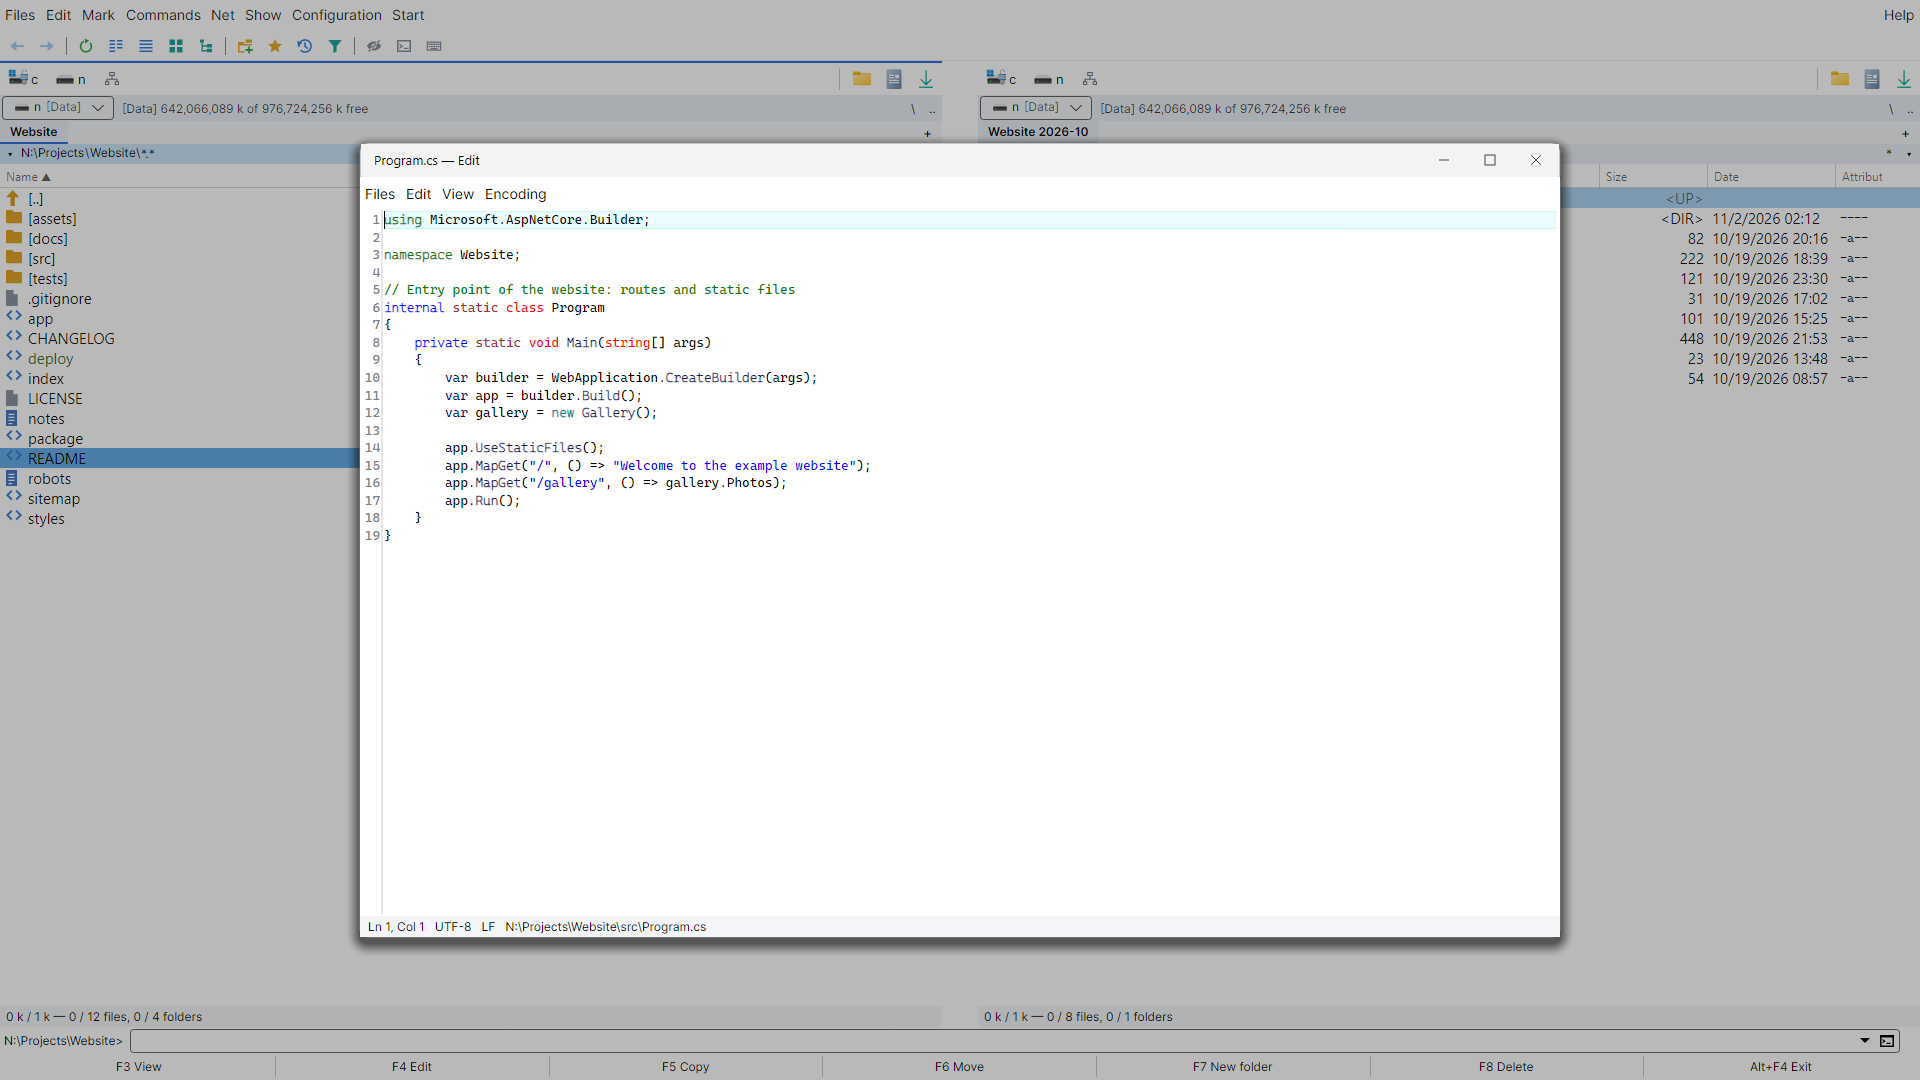 Files Edit Mark Commands Net Show Configuration Start Help
c n
c n
n [Data] [Data] 642,066,089 k of 976,724,256 k free \ ..
n [Data] [Data] 642,066,089 k of 976,724,256 k free \ ..
Website +
Website 2026-10 +
N:\Projects\Website\*.*
*
Name
Size Date Attribut
[..]
[assets]
[docs]
[src]
[tests]
.gitignore
app
CHANGELOG
deploy
index
LICENSE
notes
package
README
robots
sitemap
styles
<UP>
<DIR> 11/2/2026 02:12 ----
82 10/19/2026 20:16 -a--
222 10/19/2026 18:39 -a--
121 10/19/2026 23:30 -a--
31 10/19/2026 17:02 -a--
101 10/19/2026 15:25 -a--
448 10/19/2026 21:53 -a--
23 10/19/2026 13:48 -a--
54 10/19/2026 08:57 -a--
Program.cs — Edit
Files Edit View Encoding
1 using Microsoft.AspNetCore.Builder;
2
3 namespace Website;
4
5 // Entry point of the website: routes and static files
6 internal static class Program
7 {
8     private static void Main(string[] args)
9     {
10         var builder = WebApplication.CreateBuilder(args);
11         var app = builder.Build();
12         var gallery = new Gallery();
13
14         app.UseStaticFiles();
15         app.MapGet("/", () => "Welcome to the example website");
16         app.MapGet("/gallery", () => gallery.Photos);
17         app.Run();
18     }
19 }
Ln 1, Col 1 UTF-8 LF N:\Projects\Website\src\Program.cs
0 k / 1 k — 0 / 12 files, 0 / 4 folders
0 k / 1 k — 0 / 8 files, 0 / 1 folders
N:\Projects\Website>
F3 View F4 Edit F5 Copy F6 Move F7 New folder F8 Delete Alt+F4 Exit